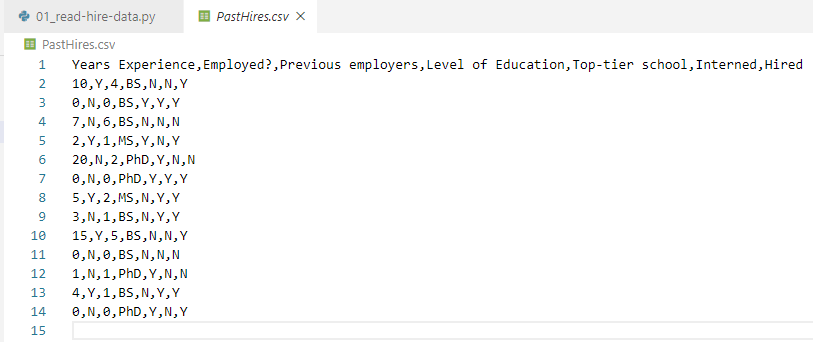 01_read-hire-data.py PastHires.csv
PastHires.csv
1 Years Experience,Employed?,Previous employers,Level of Education,Top-tier school,Interned,Hired
2 10,Y,4,BS,N,N,Y
3 0,N,0,BS,Y,Y,Y
4 7,N,6,BS,N,N,N
5 2,Y,1,MS,Y,N,Y
6 20,N,2,PhD,Y,N,N
7 0,N,0,PhD,Y,Y,Y
8 5,Y,2,MS,N,Y,Y
9 3,N,1,BS,N,Y,Y
10 15,Y,5,BS,N,N,Y
11 0,N,0,BS,N,N,N
12 1,N,1,PhD,Y,N,N
13 4,Y,1,BS,N,Y,Y
14 0,N,0,PhD,Y,N,Y
15